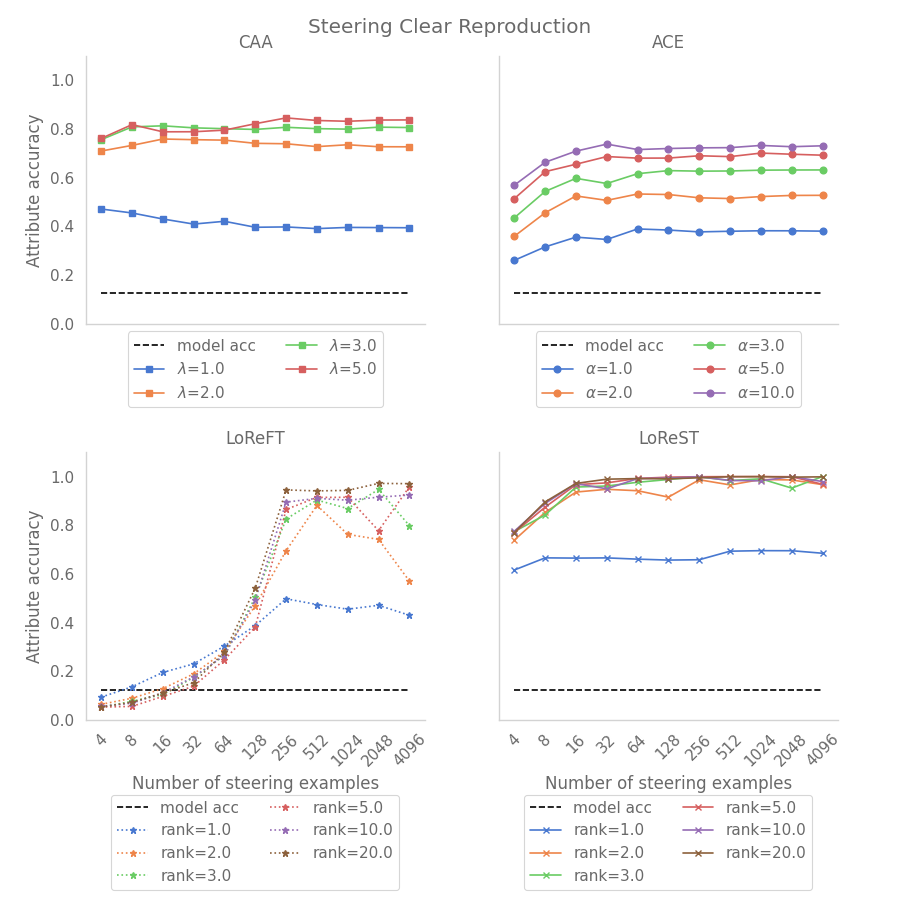 Steering Clear Reproduction
CAA
ACE
Attribute accuracy
1.0
0.8
0.6
0.4
0.2
0.0
model acc
λ=1.0
λ=2.0
λ=3.0
λ=5.0
model acc
α=1.0
α=2.0
α=3.0
α=5.0
α=10.0
LoReFT
LoReST
Attribute accuracy
1.0
0.8
0.6
0.4
0.2
0.0
4 8 16 32 64 128 256 512 1024 2048 4096
Number of steering examples
4 8 16 32 64 128 256 512 1024 2048 4096
Number of steering examples
model acc
rank=1.0
rank=2.0
rank=3.0
rank=5.0
rank=10.0
rank=20.0
model acc
rank=1.0
rank=2.0
rank=3.0
rank=5.0
rank=10.0
rank=20.0